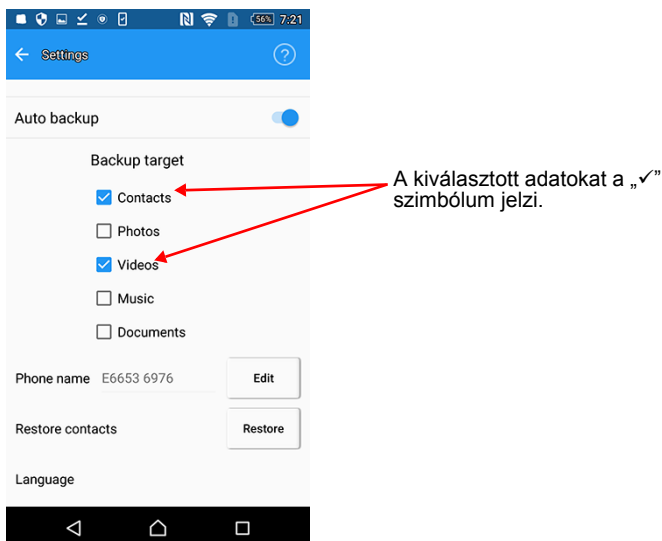 56% 7:21
Settings
?
Auto backup
Backup target
Contacts
Photos
Videos
Music
Documents
Phone name E6653 6976 Edit
Restore contacts Restore
Language
A kiválasztott adatokat a „✓”
szimbólum jelzi.